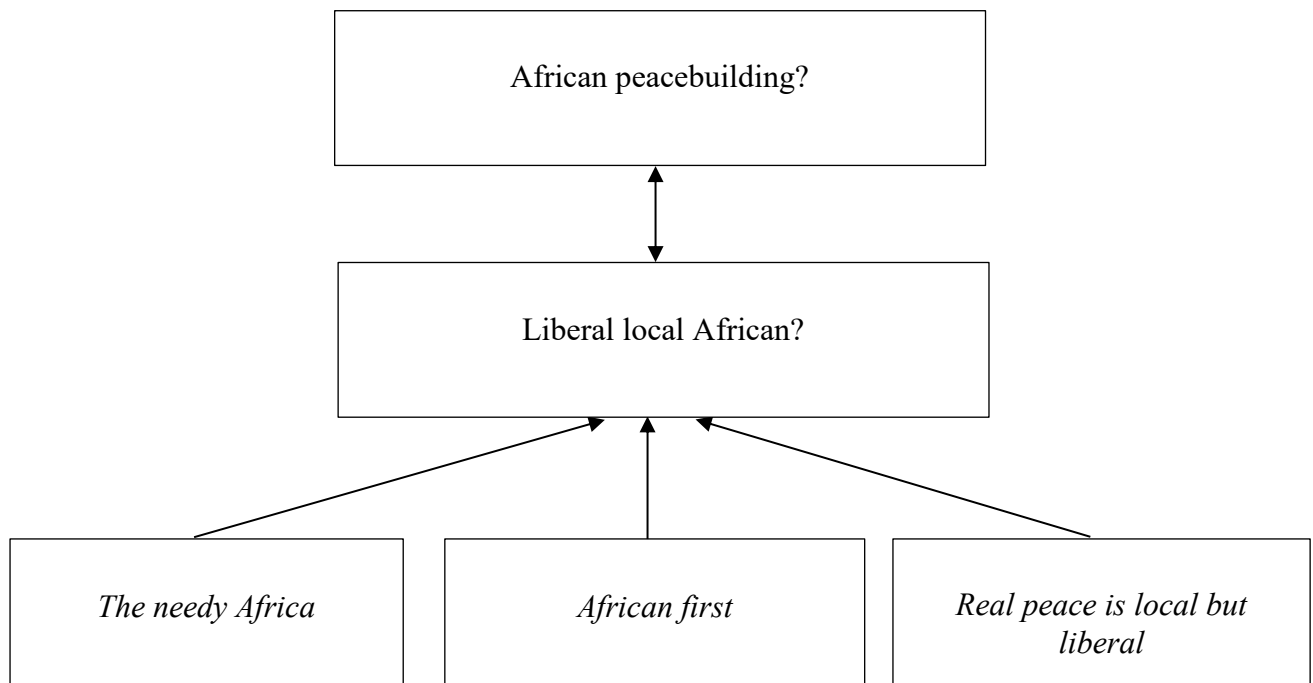 African peacebuilding?
Liberal local African?
The needy Africa
African first
Real peace is local but
liberal